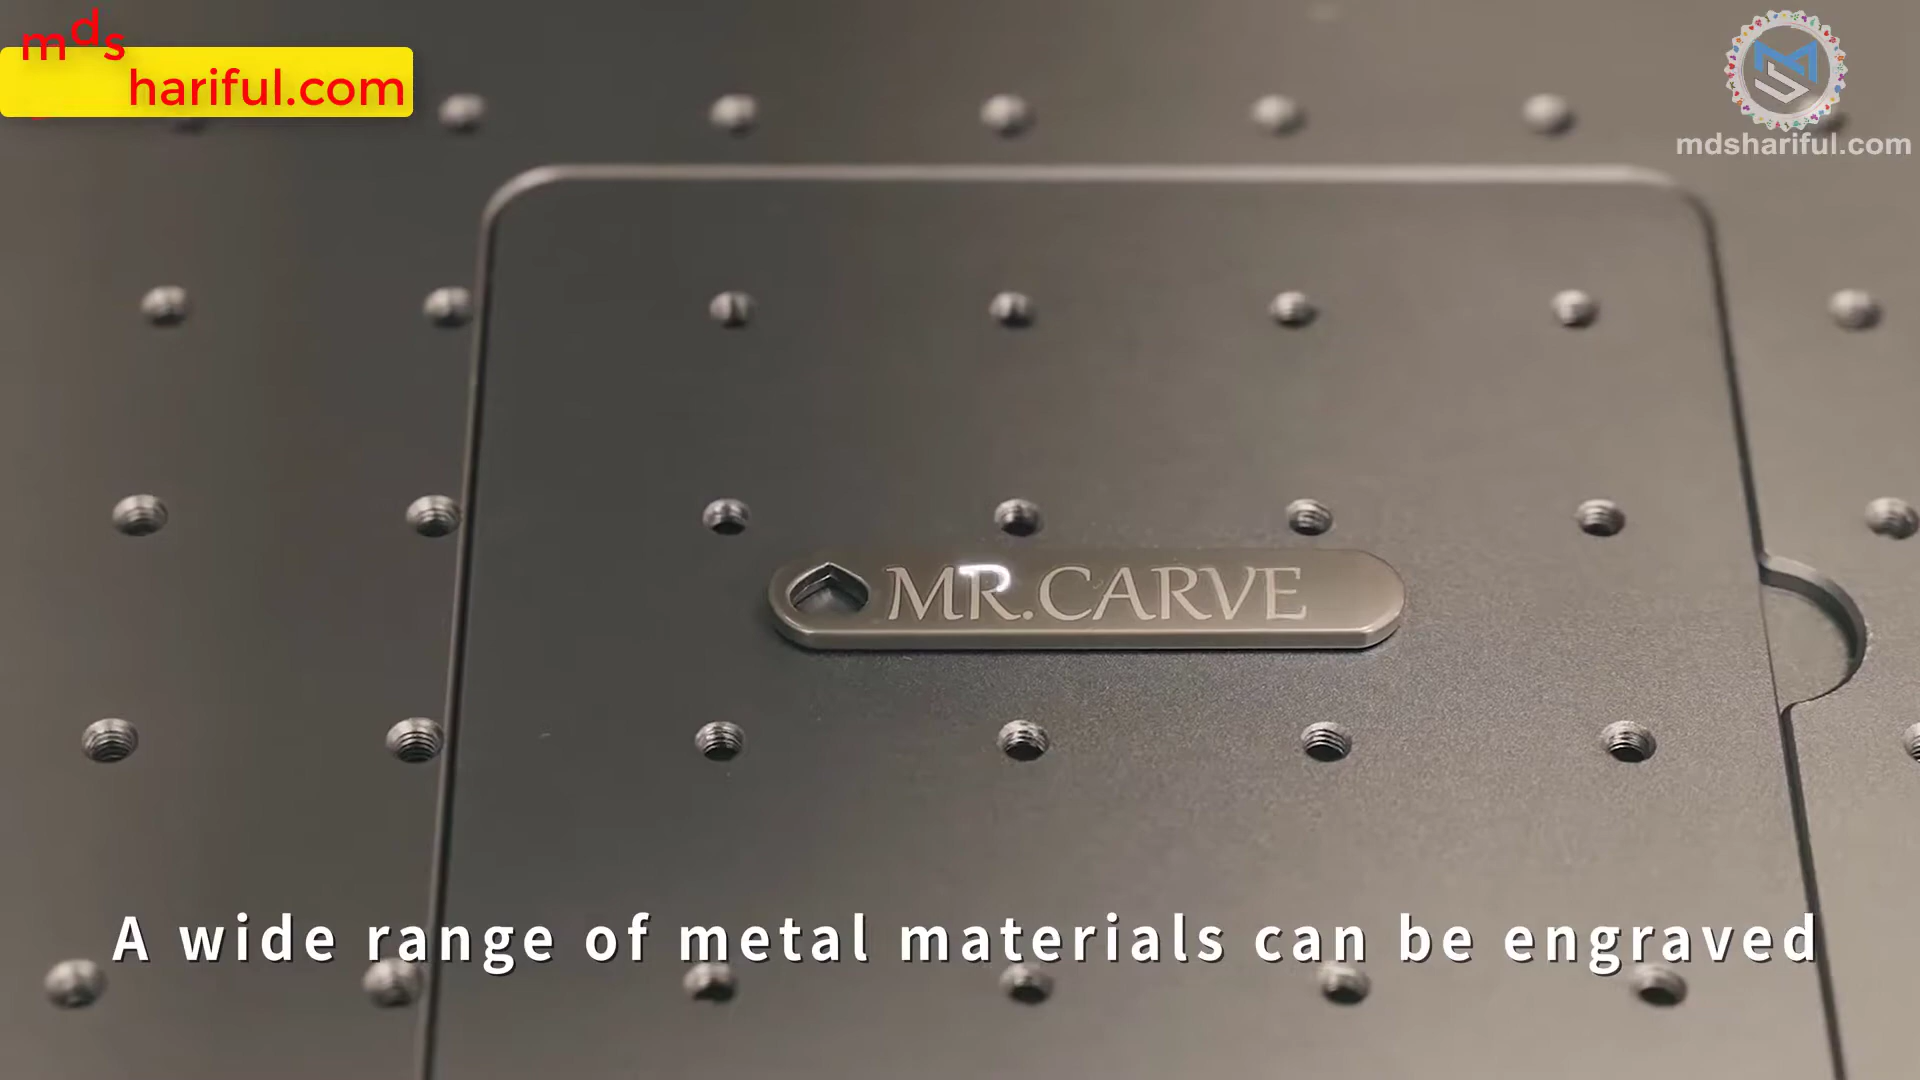 mds
hariful.com
mdshariful.com
MR.CARVE
A wide range of metal materials can be engraved